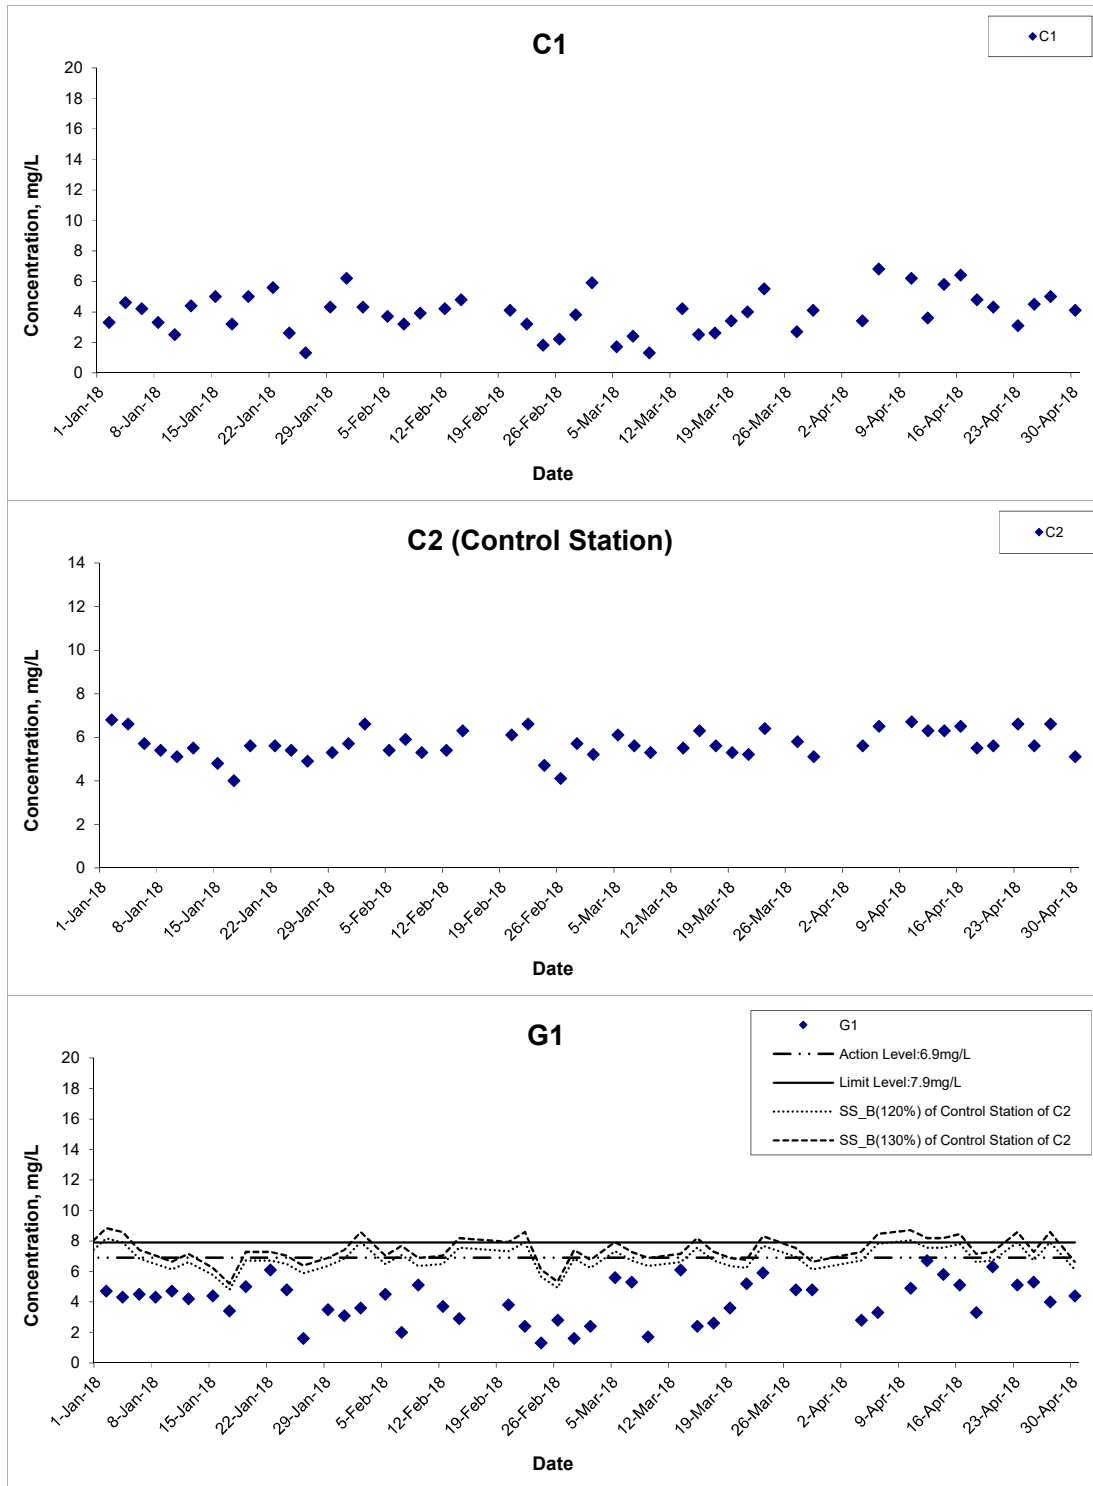 C1
C1
20
18
16
14
12
10
8
6
4
2
0
Concentration, mg/L
1-Jan-18
8-Jan-18
15-Jan-18
22-Jan-18
29-Jan-18
5-Feb-18
12-Feb-18
19-Feb-18
26-Feb-18
5-Mar-18
12-Mar-18
19-Mar-18
26-Mar-18
2-Apr-18
9-Apr-18
16-Apr-18
23-Apr-18
30-Apr-18
Date
C2 (Control Station)
C2
14
12
10
8
6
4
2
0
Concentration, mg/L
1-Jan-18
8-Jan-18
15-Jan-18
22-Jan-18
29-Jan-18
5-Feb-18
12-Feb-18
19-Feb-18
26-Feb-18
5-Mar-18
12-Mar-18
19-Mar-18
26-Mar-18
2-Apr-18
9-Apr-18
16-Apr-18
23-Apr-18
30-Apr-18
Date
G1
G1
Action Level:6.9mg/L
Limit Level:7.9mg/L
SS_B(120%) of Control Station of C2
SS_B(130%) of Control Station of C2
20
18
16
14
12
10
8
6
4
2
0
Concentration, mg/L
1-Jan-18
8-Jan-18
15-Jan-18
22-Jan-18
29-Jan-18
5-Feb-18
12-Feb-18
19-Feb-18
26-Feb-18
5-Mar-18
12-Mar-18
19-Mar-18
26-Mar-18
2-Apr-18
9-Apr-18
16-Apr-18
23-Apr-18
30-Apr-18
Date